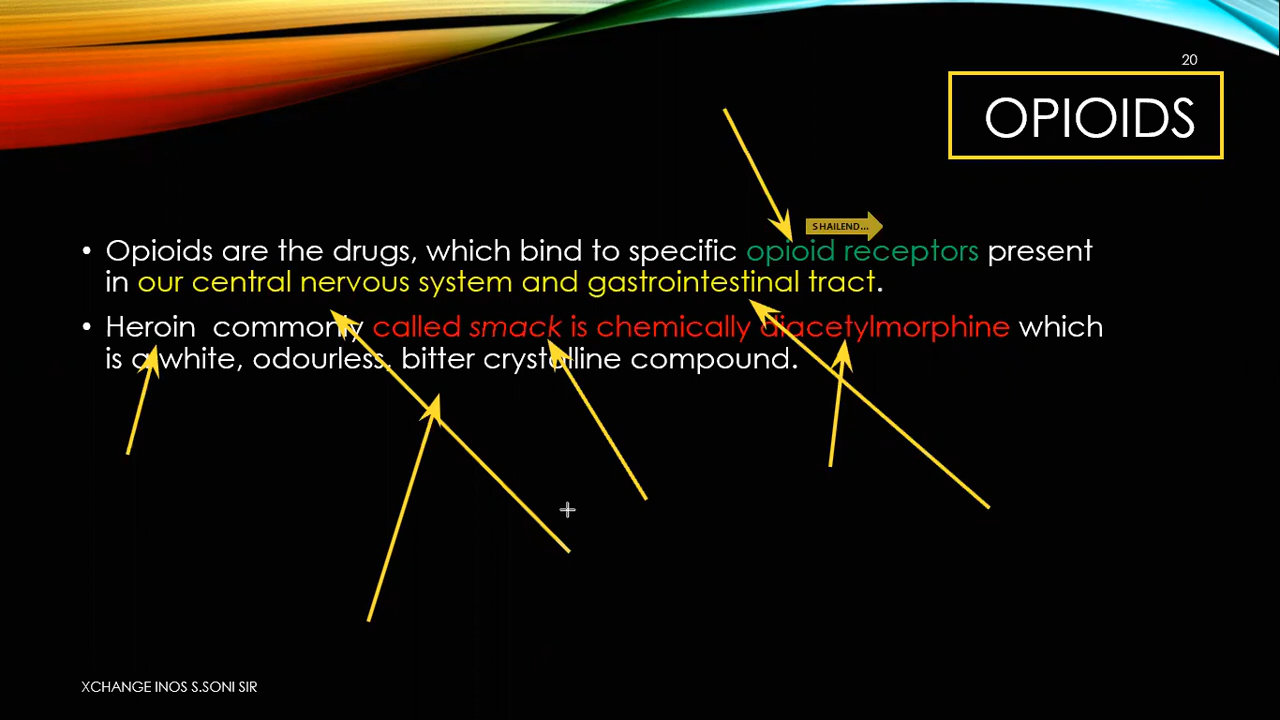 20
OPIOIDS
SHAILEND...
• Opioids are the drugs, which bind to specific opioid receptors present
in our central nervous system and gastrointestinal tract.
• Heroin commonly called smack is chemically diacetylmorphine which
is a white, odourless, bitter crystalline compound.
XCHANGE INOS S.SONI SIR